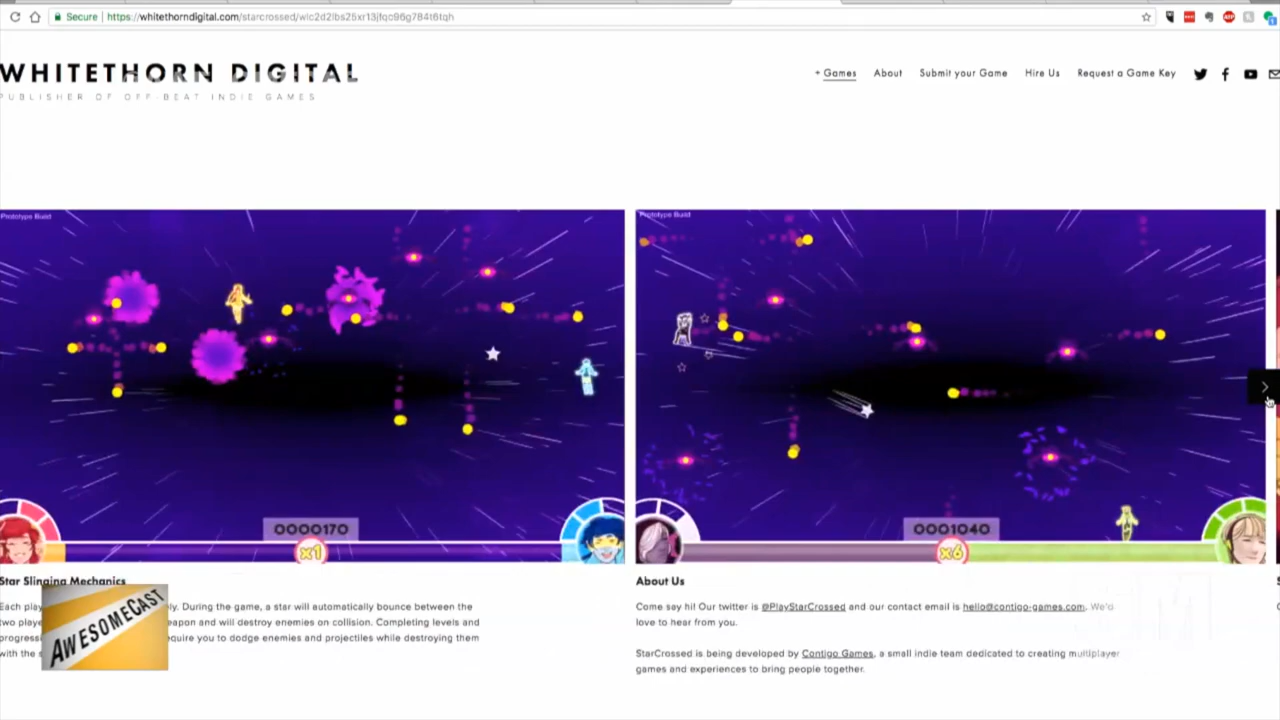 Secure
https://whitethorndigital.com/starcrossed/
WHITETHORN DIGITAL
PUBLISHER OF OFF-BEAT INDIE GAMES
+ Games About Submit your Game Hire Us Request a Game Key
Prototype Build
0000170
x1
Prototype Build
0001040
x6
Star Slinging Mechanics
Each play ly. During the game, a star will automatically bounce between the
two playe eapon and will destroy enemies on collision. Completing levels and
progressi equire you to dodge enemies and projectiles while destroying them
with the s
AWESOMECAST
About Us
Come say hi! Our twitter is @PlayStarCrossed and our contact email is hello@contigo-games.com. We'd
love to hear from you.
StarCrossed is being developed by Contigo Games, a small indie team dedicated to creating multiplayer
games and experiences to bring people together.